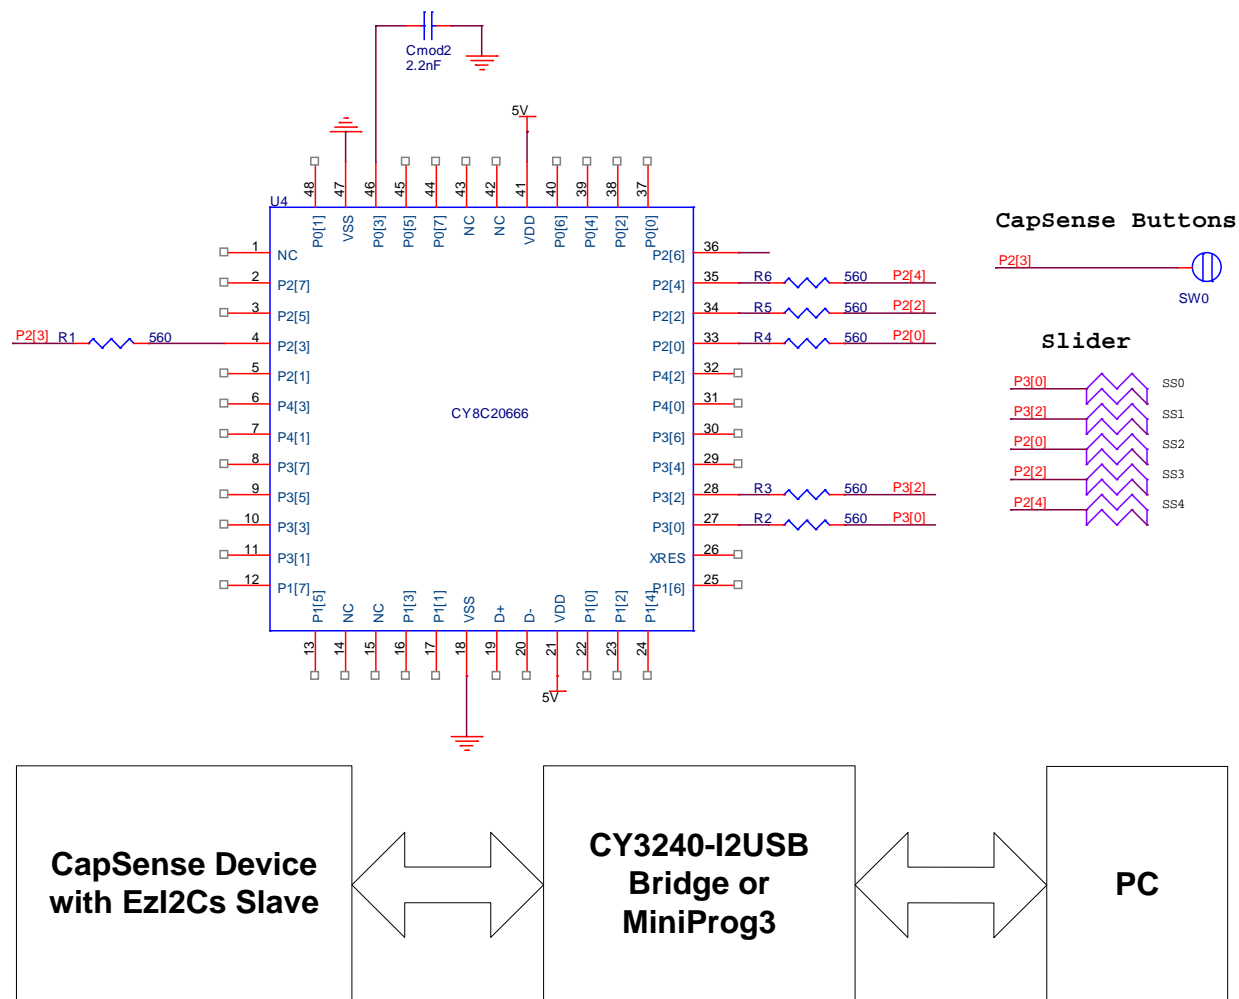 Cmod2
2.2nF
5V
48 47 46 45 44 43 42 41 40 39 38 37
U4
P0[1] VSS P0[3] P0[5] P0[7] NC NC VDD P0[6] P0[4] P0[2] P0[0]
CapSense Buttons
1 NC P2[6] 36
P2[3] SW0
2 P2[7] P2[4] 35 R6 560 P2[4]
3 P2[5] P2[2] 34 R5 560 P2[2]
P2[3] R1 560 4 P2[3] P2[0] 33 R4 560 P2[0]
Slider
5 P2[1] P4[2] 32
P3[0] SS0
6 P4[3] P4[0] 31
P3[2] SS1
CY8C20666
7 P4[1] P3[6] 30
P2[0] SS2
8 P3[7] P3[4] 29
P2[2] SS3
9 P3[5] P3[2] 28 R3 560 P3[2]
P2[4] SS4
10 P3[3] P3[0] 27 R2 560 P3[0]
11 P3[1] XRES 26
12 P1[7] P1[6] 25
P1[5] NC NC P1[3] P1[1] VSS D+ D- VDD P1[0] P1[2] P1[4]
13 14 15 16 17 18 19 20 21 22 23 24
5V
CapSense Device
with EzI2Cs Slave
CY3240-I2USB
Bridge or
MiniProg3
PC